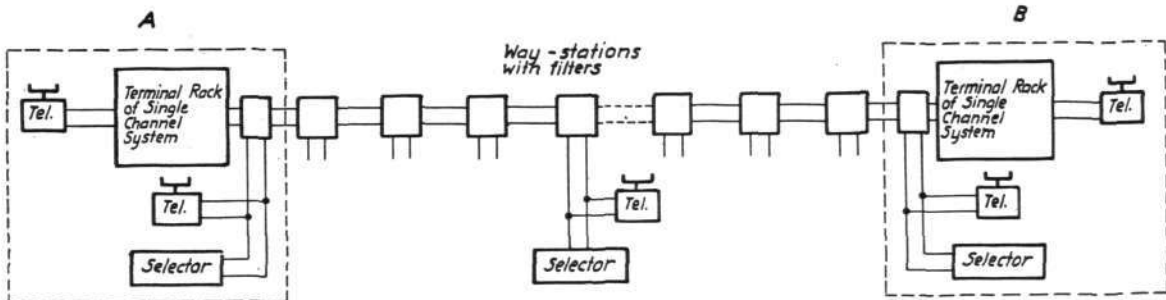 A
B
Way-stations
with filters
Tel.
Terminal Rack
of Single
Channel
System
Terminal Rack
of Single
Channel
System
Tel.
Tel.
Tel.
Tel.
Selector
Selector
Selector